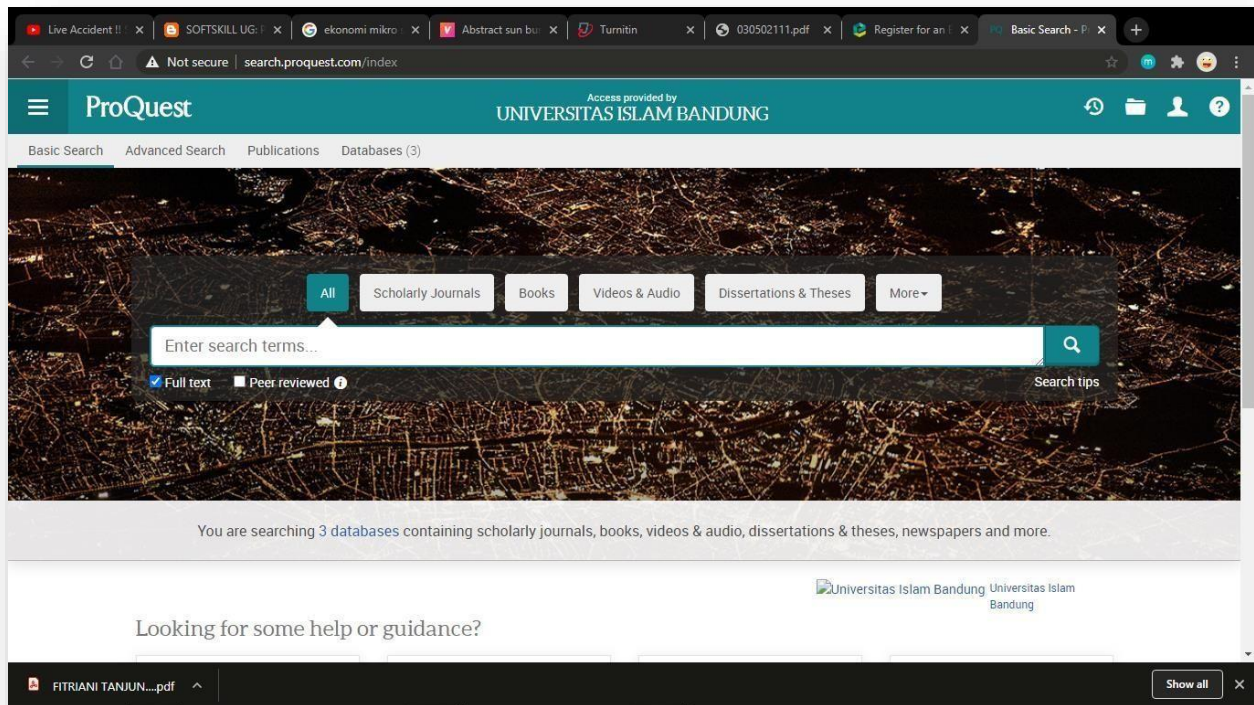 Live Accident !!
SOFTSKILL UG:
ekonomi mikro
Abstract sun
Turnitin
030502111.pdf
Register for an
Basic Search -
Not secure | search.proquest.com/index
ProQuest
Access provided by
UNIVERSITAS ISLAM BANDUNG
Basic Search Advanced Search Publications Databases (3)
All Scholarly Journals Books Videos & Audio Dissertations & Theses More
Enter search terms...
Full text Peer reviewed
Search tips
You are searching 3 databases containing scholarly journals, books, videos & audio, dissertations & theses, newspapers and more.
Universitas Islam Bandung Universitas Islam
Bandung
Looking for some help or guidance?
FITRIANI TANJUN....pdf
Show all